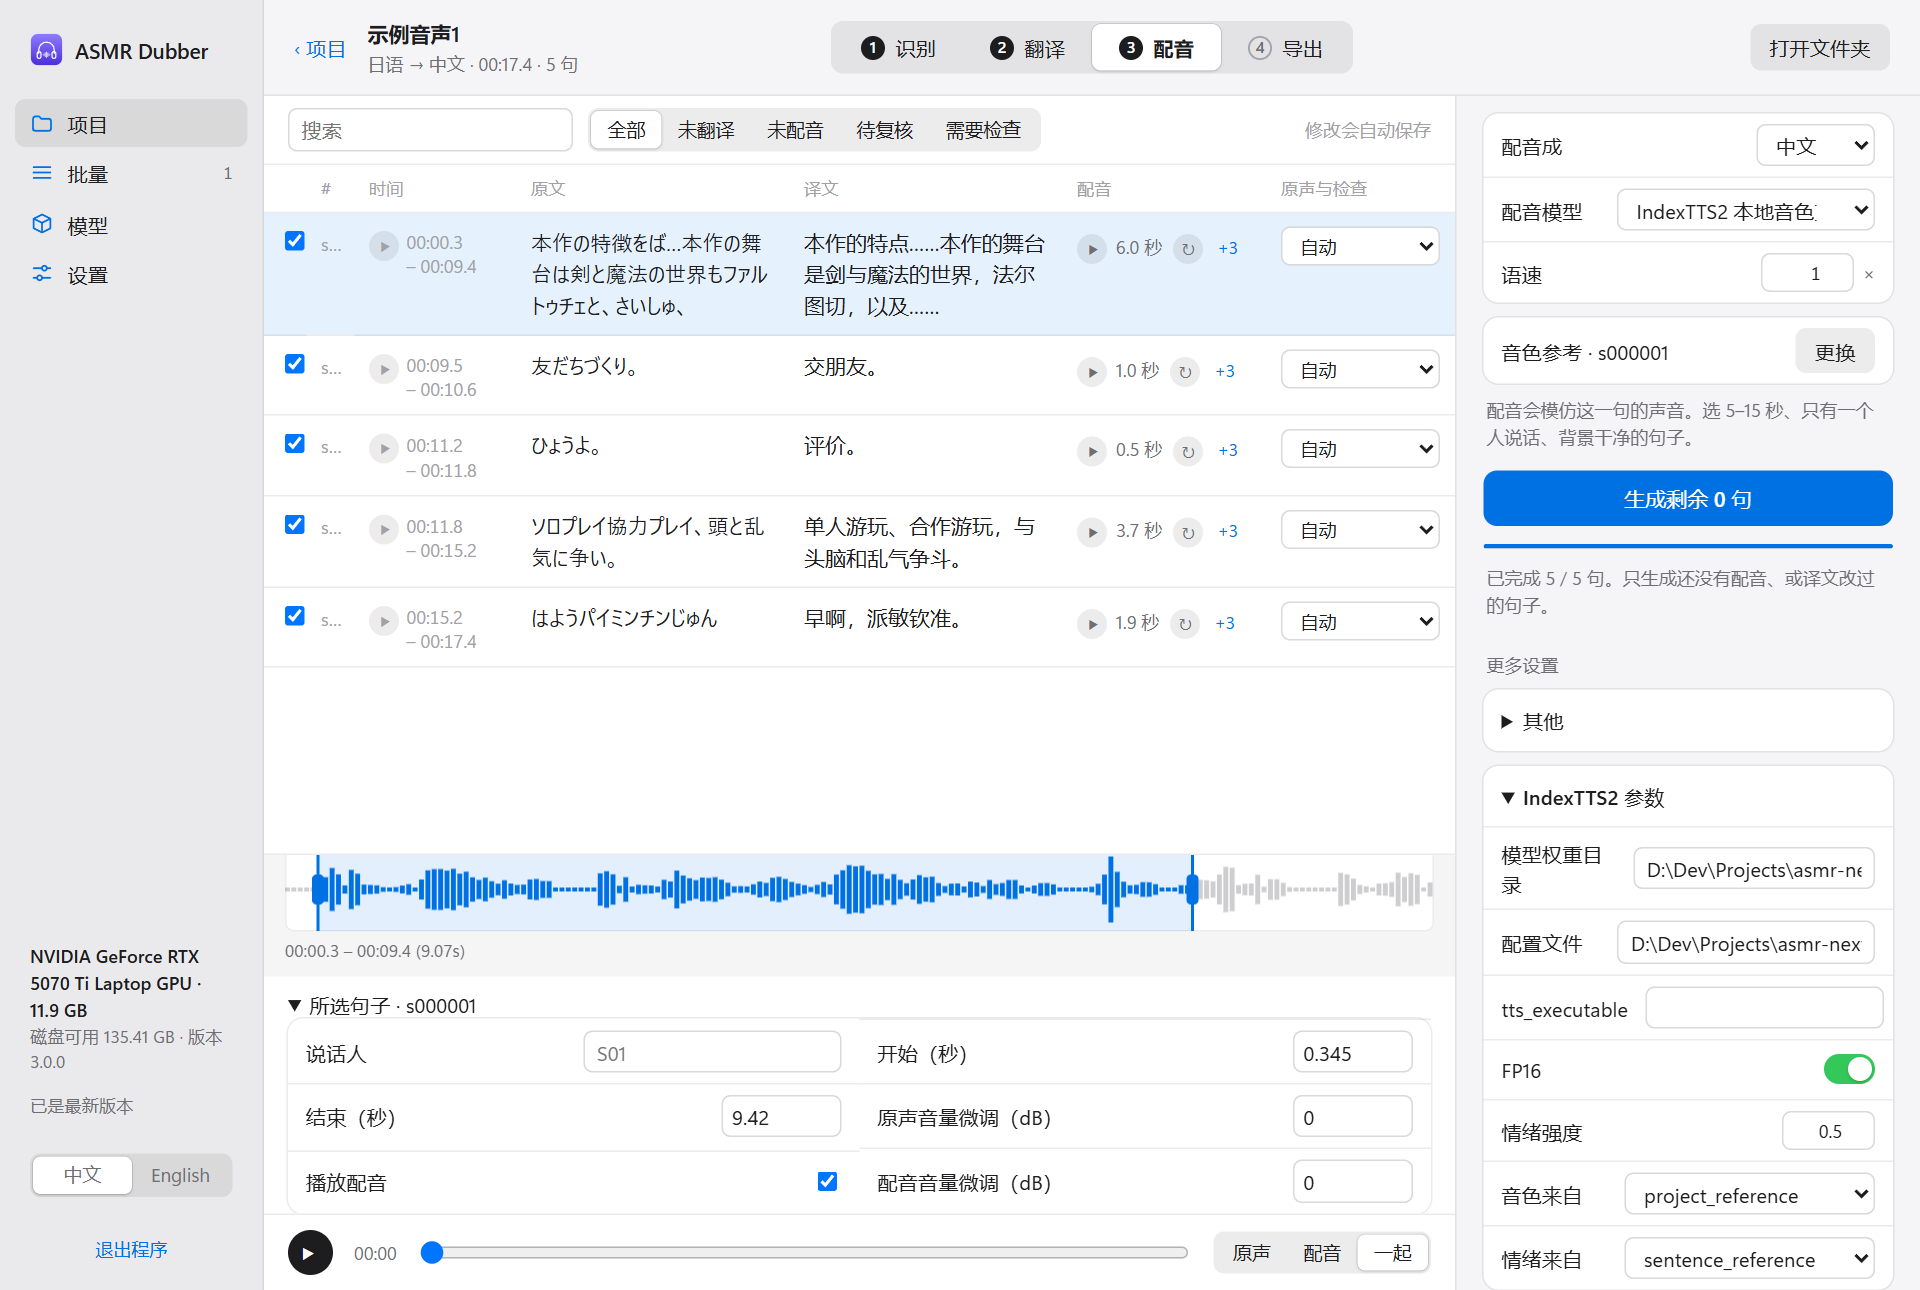 ASMR Dubber
项目
批量 1
模型
设置
NVIDIA GeForce RTX
5070 Ti Laptop GPU ·
11.9 GB
磁盘可用 135.41 GB · 版本
3.0.0
已是最新版本
中文 English
退出程序
‹ 项目
示例音声1
日语 → 中文 · 00:17.4 · 5 句
1 识别 2 翻译 3 配音 4 导出
打开文件夹
搜索
全部 未翻译 未配音 待复核 需要检查
修改会自动保存
# 时间 原文 译文 配音 原声与检查
s... 00:00.3
– 00:09.4
本作の特徴をば...本作の舞
台は剣と魔法の世界もファル
トゥチェと、さいしゅ、
本作的特点……本作的舞台
是剑与魔法的世界，法尔
图切，以及……
6.0 秒 ↻ +3 自动
s... 00:09.5
– 00:10.6
友だちづくり。
交朋友。
1.0 秒 ↻ +3 自动
s... 00:11.2
– 00:11.8
ひょうよ。
评价。
0.5 秒 ↻ +3 自动
s... 00:11.8
– 00:15.2
ソロプレイ協力プレイ、頭と乱
気に争い。
单人游玩、合作游玩，与
头脑和乱气争斗。
3.7 秒 ↻ +3 自动
s... 00:15.2
– 00:17.4
はようパイミンチンじゅん
早啊，派敏钦准。
1.9 秒 ↻ +3 自动
00:00.3 – 00:09.4 (9.07s)
▼ 所选句子 · s000001
说话人 S01 开始（秒） 0.345
结束（秒） 9.42 原声音量微调（dB） 0
播放配音 配音音量微调（dB） 0
00:00
原声 配音 一起
配音成 中文
配音模型 IndexTTS2 本地音色
语速 1 ×
音色参考 · s000001 更换
配音会模仿这一句的声音。选 5–15 秒、只有一个
人说话、背景干净的句子。
生成剩余 0 句
已完成 5 / 5 句。只生成还没有配音、或译文改过
的句子。
更多设置
▶ 其他
▼ IndexTTS2 参数
模型权重目
录
D:\Dev\Projects\asmr-ne
配置文件 D:\Dev\Projects\asmr-nex
tts_executable
FP16
情绪强度 0.5
音色来自 project_reference
情绪来自 sentence_reference